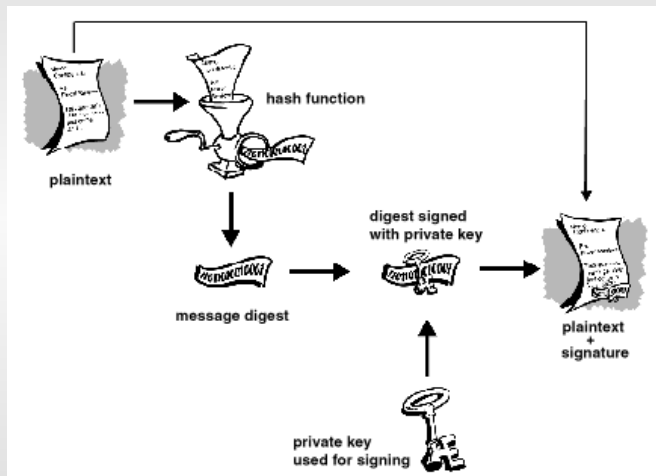 plaintext
hash function
message digest
digest signed
with private key
private key
used for signing
plaintext
+
signature